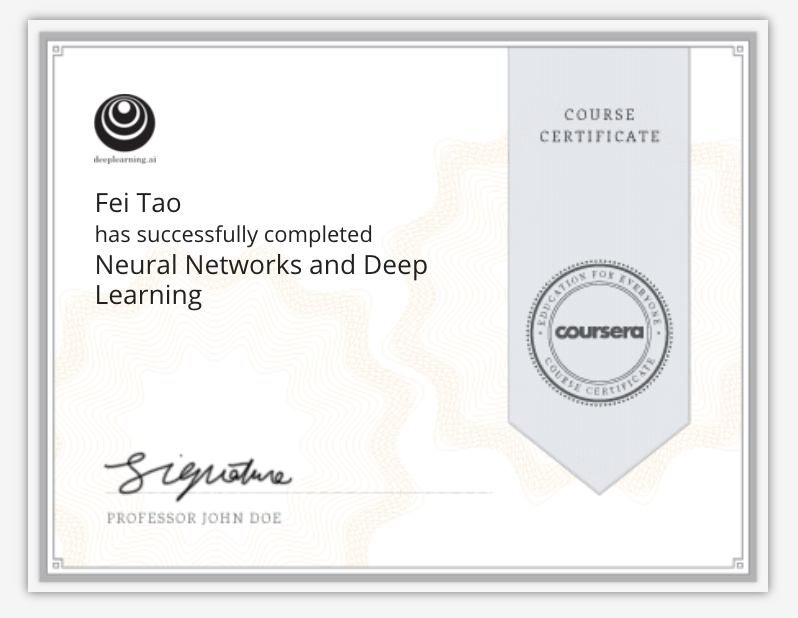 deeplearning.ai
Fei Tao
has successfully completed
Neural Networks and Deep
Learning
Signature
PROFESSOR JOHN DOE
COURSE
CERTIFICATE
EDUCATION FOR EVERYONE
coursera
COURSE CERTIFICATE